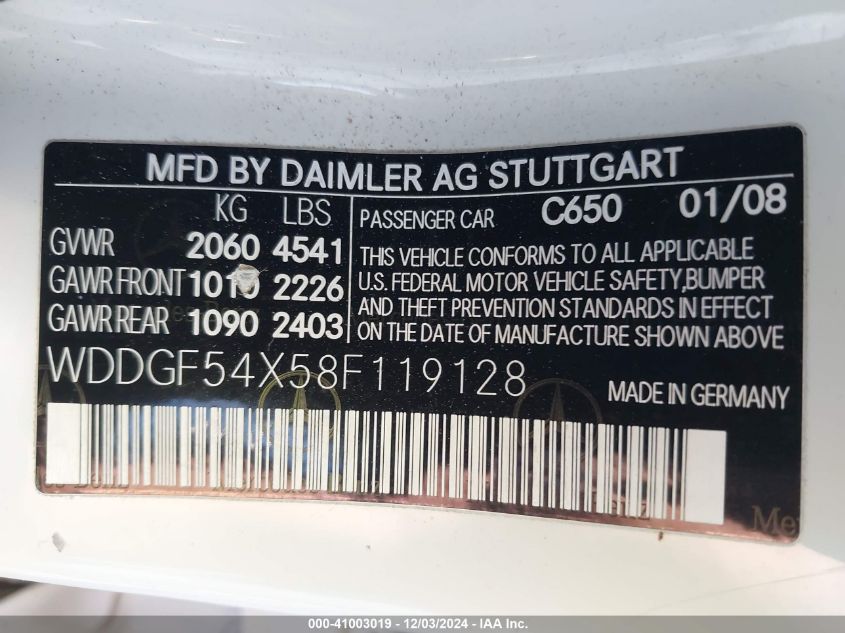 MFD BY DAIMLER AG STUTTGART
KG LBS
GVWR 2060 4541
GAWR FRONT 1010 2226
GAWR REAR 1090 2403
PASSENGER CAR C650 01/08
THIS VEHICLE CONFORMS TO ALL APPLICABLE
U.S. FEDERAL MOTOR VEHICLE SAFETY,BUMPER
AND THEFT PREVENTION STANDARDS IN EFFECT
ON THE DATE OF MANUFACTURE SHOWN ABOVE
WDDGF54X58F119128
MADE IN GERMANY
000-41003019 - 12/03/2024 - IAA Inc.